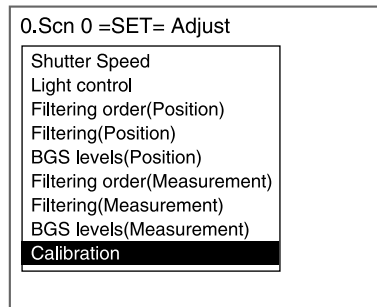 0.Scn 0 =SET= Adjust
Shutter Speed
Light control
Filtering order(Position)
Filtering(Position)
BGS levels(Position)
Filtering order(Measurement)
Filtering(Measurement)
BGS levels(Measurement)
Calibration